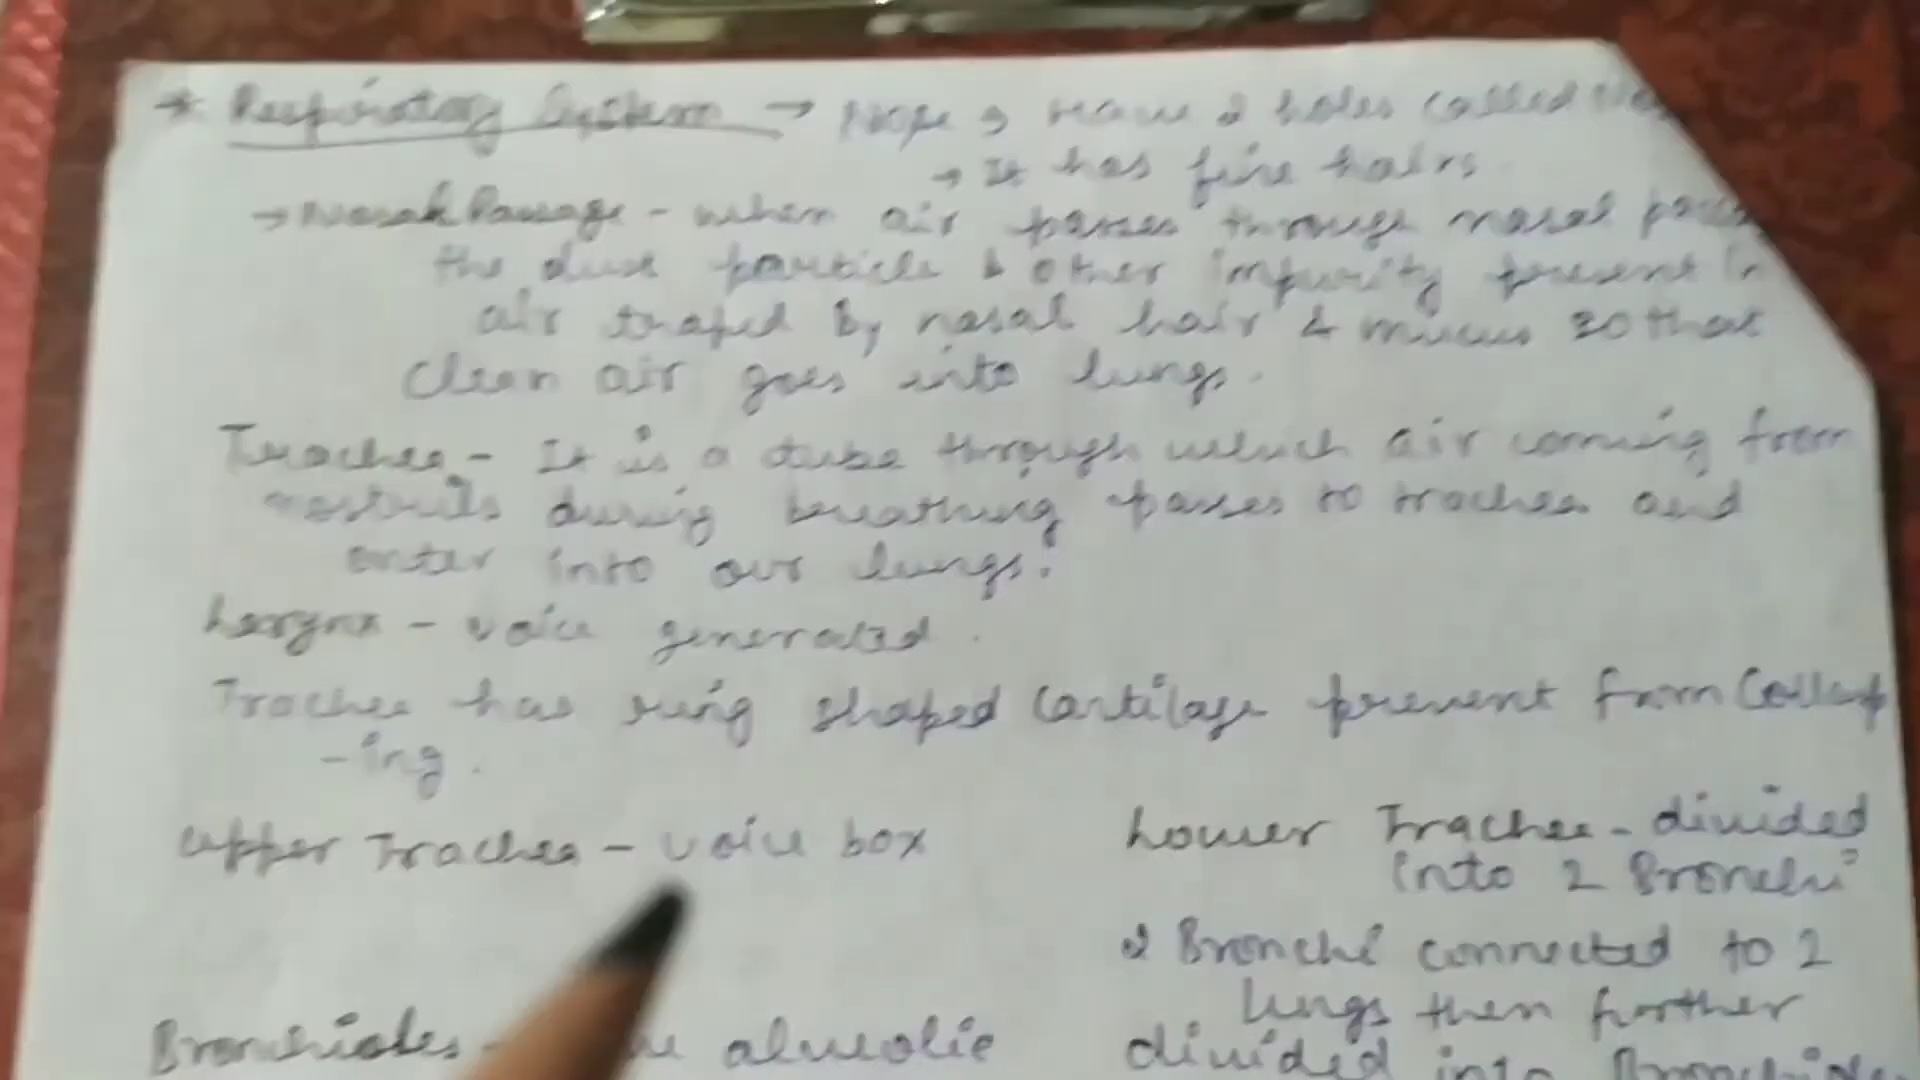 * Respiratory System → Nose → have 2 holes called
→ It has fine hairs.
→ Nasal Passage - when air passes through nasal
the dust particle & other impurity present in
air traped by nasal hair & mucus so that
clean air goes into lungs.
Trachea - It is a tube through which air coming from
nostrils during breathing passes to trachea and
enter into our lungs.
Larynx - voice generated.
Trachea has ring shaped cartilage prevent from Collap
-ing.
Upper Trachea - voice box
Lower Trachea - divided
into 2 Bronchi
2 Bronchi connected to 2
lungs then further
divided into
Bronchioles - alveolie